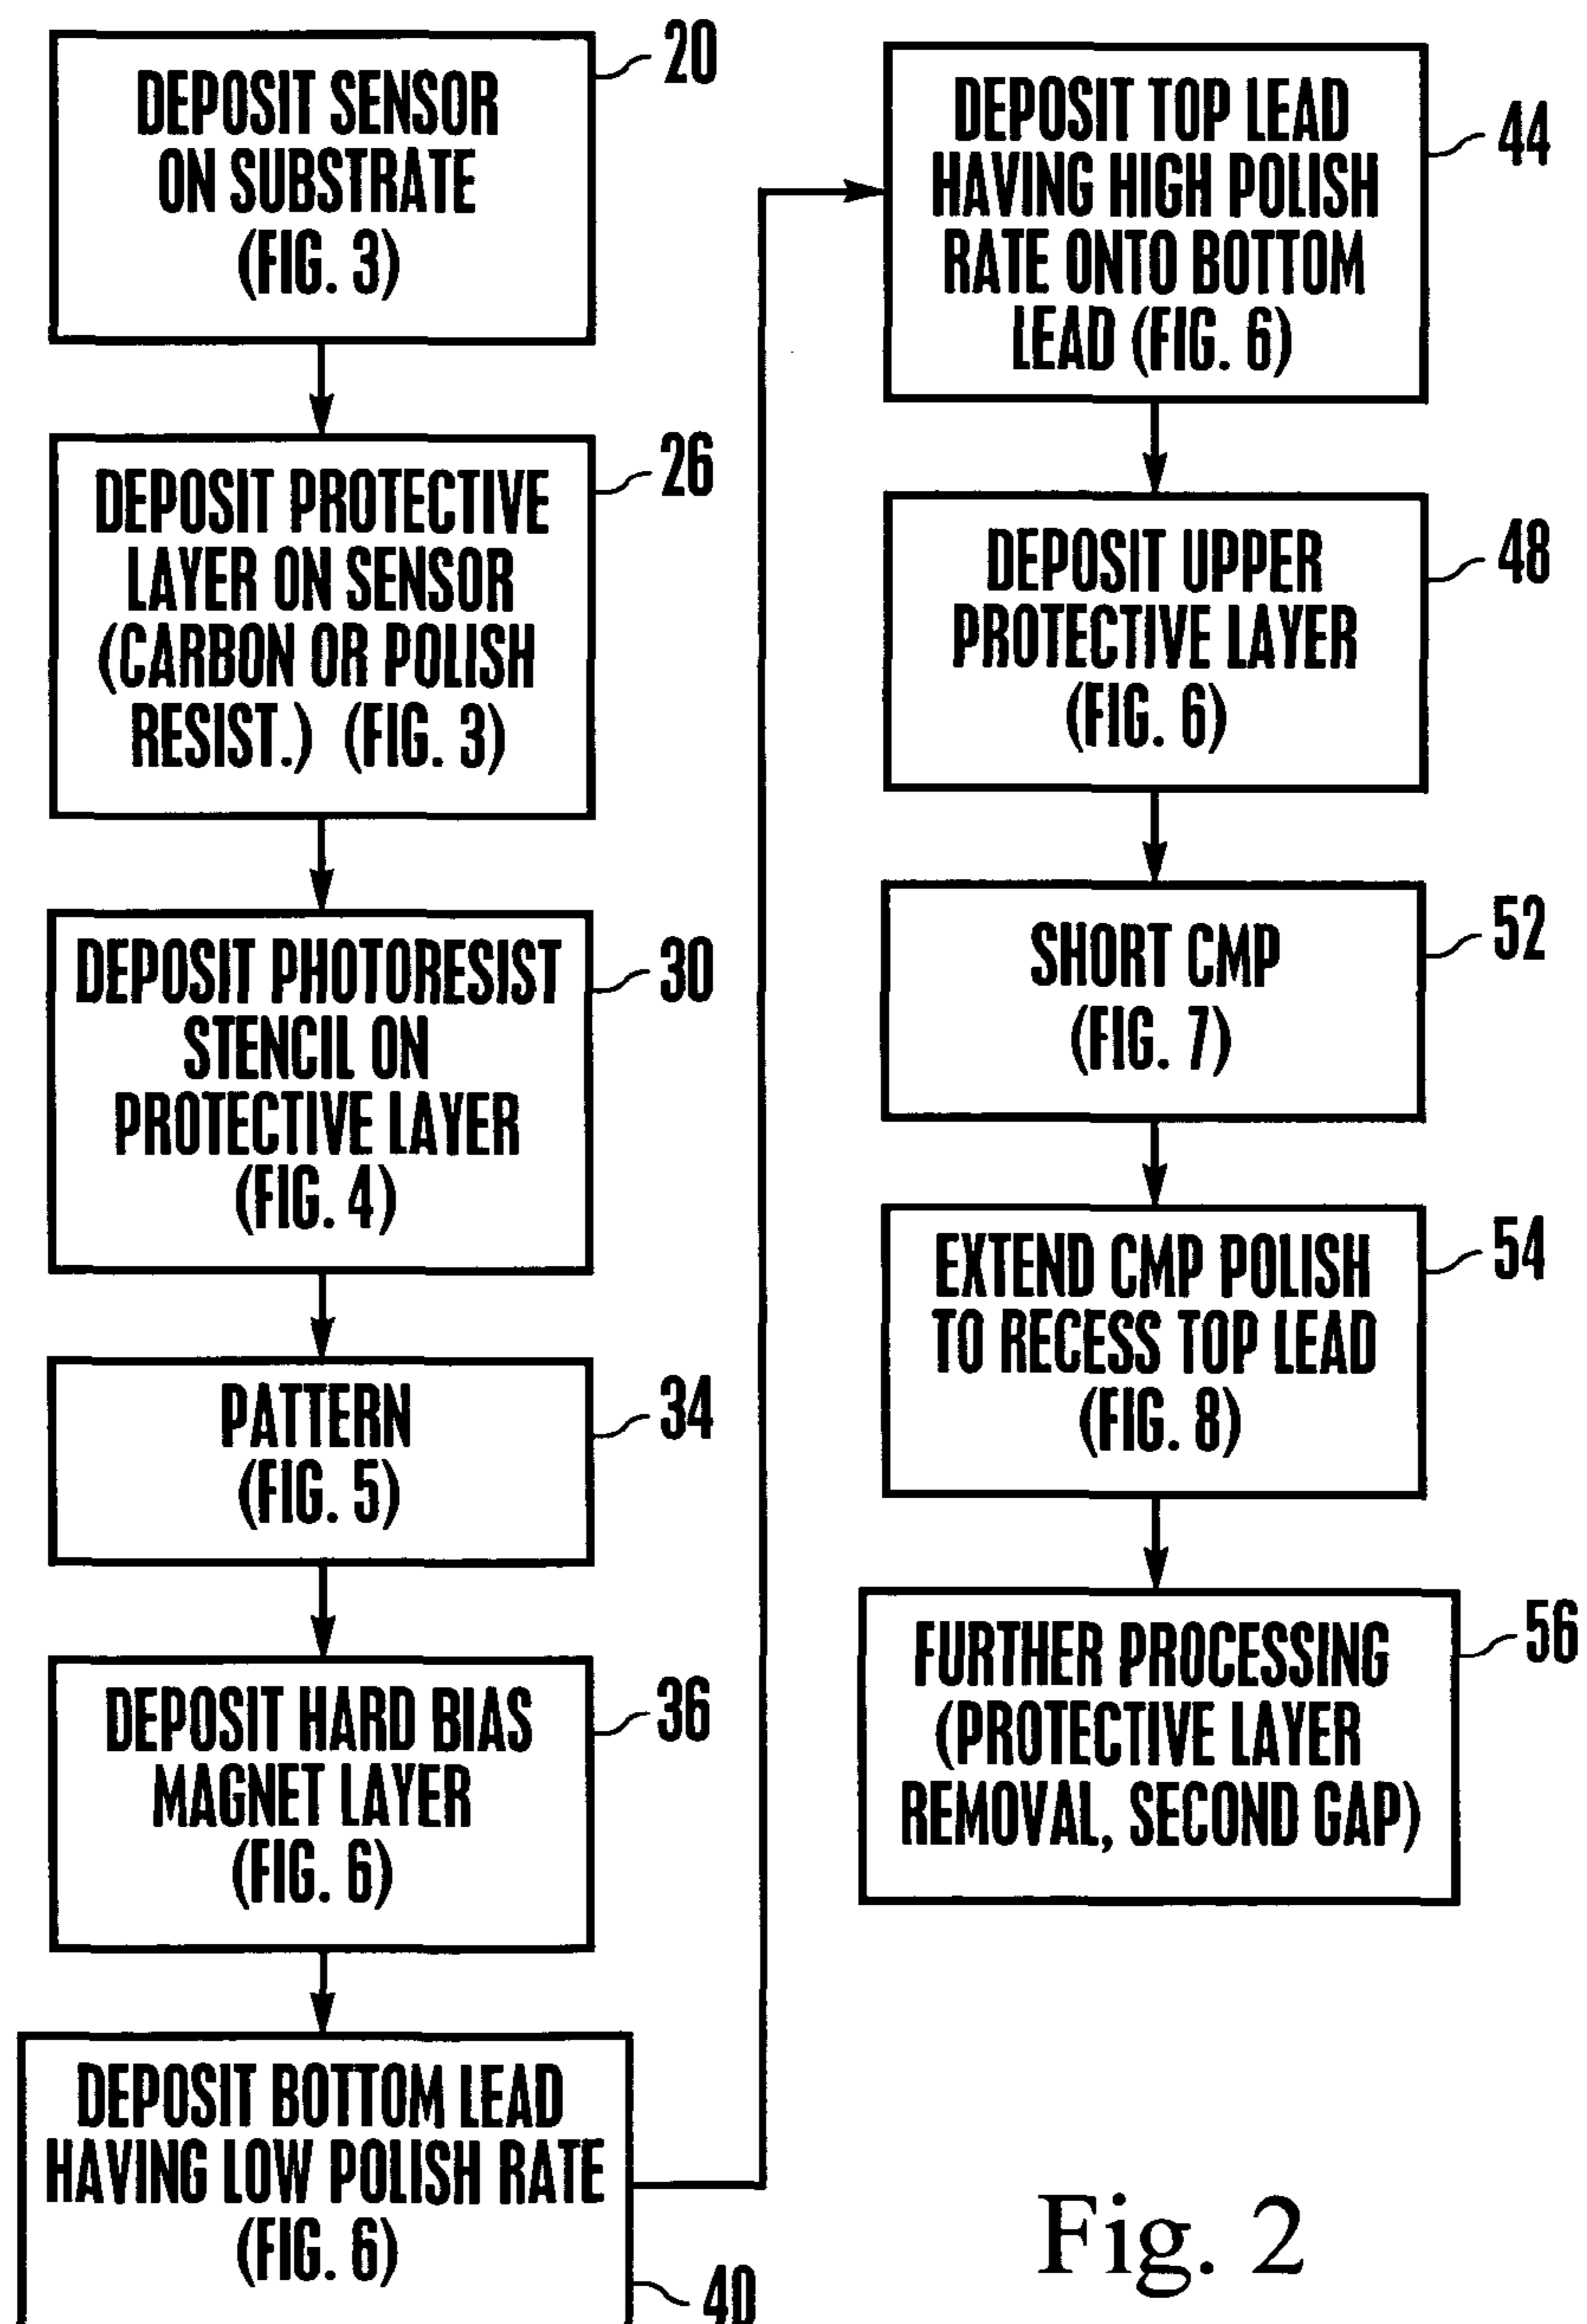 20
DEPOSIT SENSOR
ON SUBSTRATE
(FIG. 3)
26
DEPOSIT PROTECTIVE
LAYER ON SENSOR
(CARBON OR POLISH
RESIST.) (FIG. 3)
30
DEPOSIT PHOTORESIST
STENCIL ON
PROTECTIVE LAYER
(FIG. 4)
34
PATTERN
(FIG. 5)
36
DEPOSIT HARD BIAS
MAGNET LAYER
(FIG. 6)
DEPOSIT BOTTOM LEAD
HAVING LOW POLISH RATE
(FIG. 6)
40
44
DEPOSIT TOP LEAD
HAVING HIGH POLISH
RATE ONTO BOTTOM
LEAD (FIG. 6)
48
DEPOSIT UPPER
PROTECTIVE LAYER
(FIG. 6)
52
SHORT CMP
(FIG. 7)
54
EXTEND CMP POLISH
TO RECESS TOP LEAD
(FIG. 8)
56
FURTHER PROCESSING
(PROTECTIVE LAYER
REMOVAL, SECOND GAP)
Fig. 2